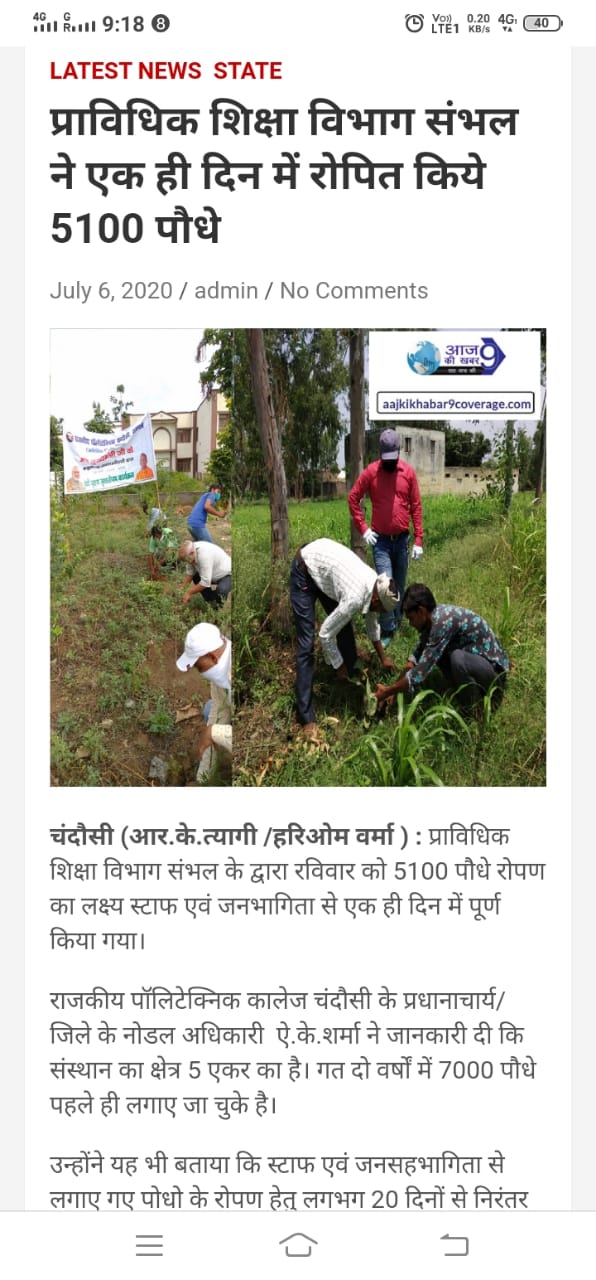 4G G R 9:18 8 Vo)) LTE1 0.20 KB/s 4G 40
LATEST NEWS STATE
प्राविधिक शिक्षा विभाग संभल
ने एक ही दिन में रोपित किये
5100 पौधे
July 6, 2020 / admin / No Comments
आज
की खबर 9
aajkikhabar9coverage.com
चंदौसी (आर.के.त्यागी /हरिओम वर्मा ) : प्राविधिक
शिक्षा विभाग संभल के द्वारा रविवार को 5100 पौधे रोपण
का लक्ष्य स्टाफ एवं जनभागिता से एक ही दिन में पूर्ण
किया गया।
राजकीय पॉलिटेक्निक कालेज चंदौसी के प्रधानाचार्य/
जिले के नोडल अधिकारी ऐ.के.शर्मा ने जानकारी दी कि
संस्थान का क्षेत्र 5 एकर का है। गत दो वर्षों में 7000 पौधे
पहले ही लगाए जा चुके है।
उन्होंने यह भी बताया कि स्टाफ एवं जनसहभागिता से
लगाए गए पोधो के रोपण हेतु लगभग 20 दिनों से निरंतर